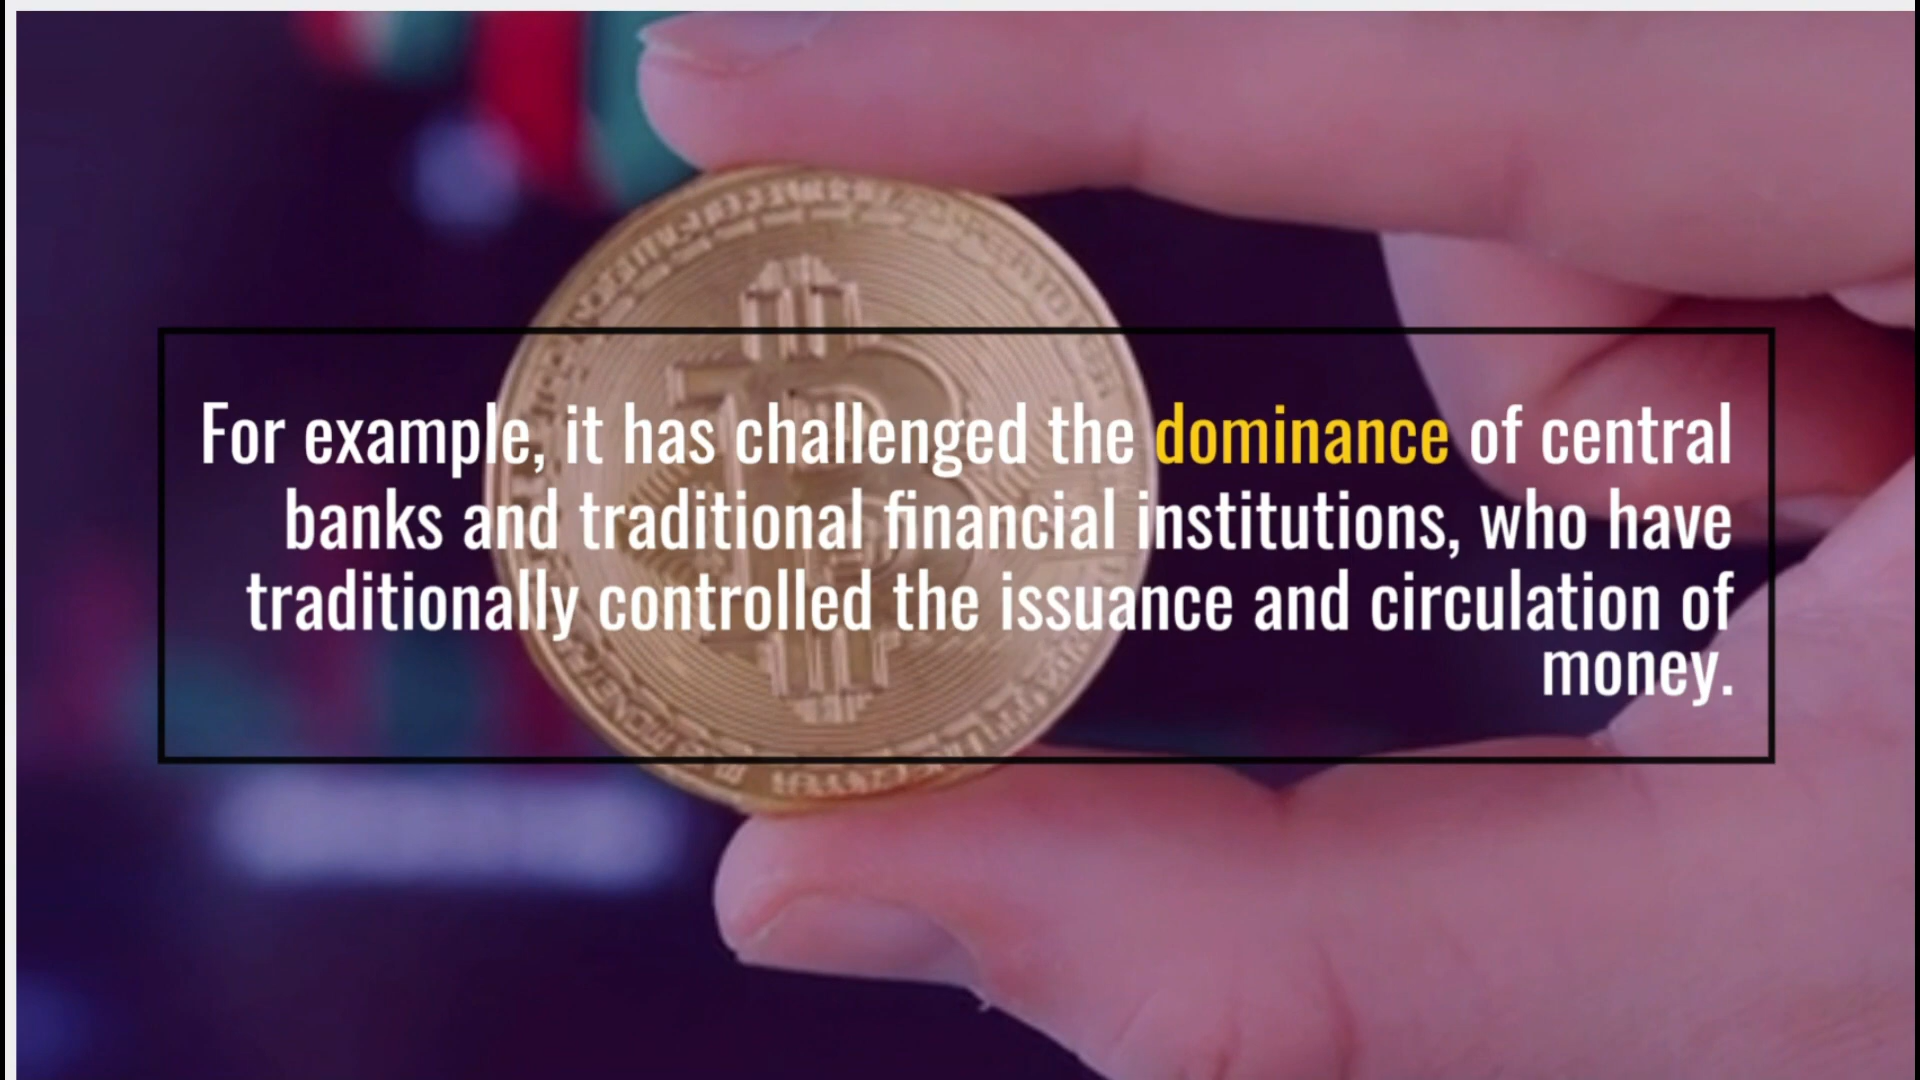 For example, it has challenged the dominance of central
banks and traditional financial institutions, who have
traditionally controlled the issuance and circulation of
money.